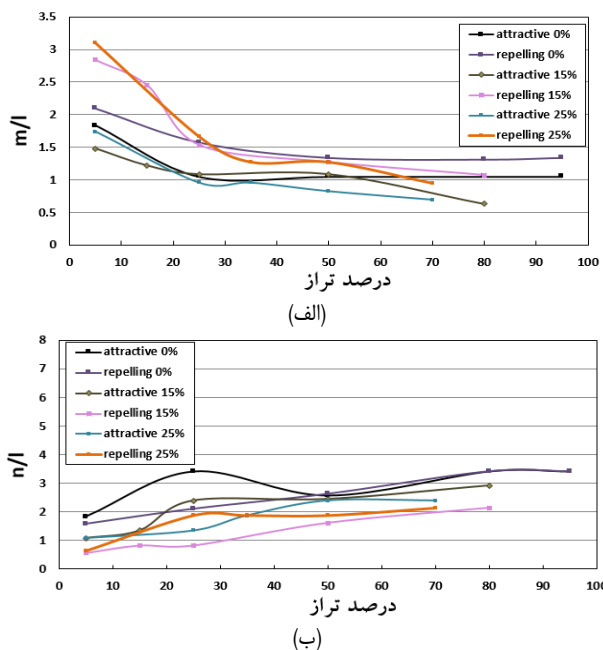 3.5
3
2.5
2
1.5
1
0.5
0
m/l
attractive 0%
repelling 0%
attractive 15%
repelling 15%
attractive 25%
repelling 25%
0 10 20 30 40 50 60 70 80 90 100
درصد تراز
(الف)
8
7
6
5
4
3
2
1
0
n/l
attractive 0%
repelling 0%
attractive 15%
repelling 15%
attractive 25%
repelling 25%
0 10 20 30 40 50 60 70 80 90 100
درصد تراز
(ب)